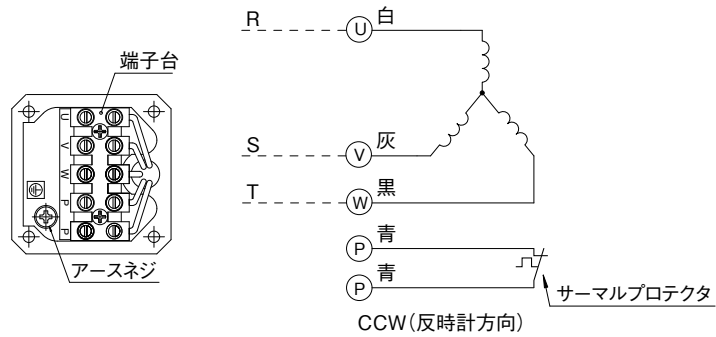 端子台
U
V
W
P
P
アースネジ
R U 白
S V 灰
T W 黒
P 青
P 青
サーマルプロテクタ
CCW(反時計方向)